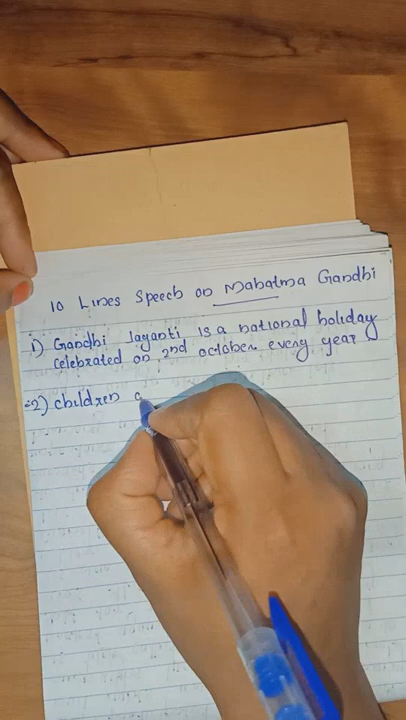 10 Lines Speech on Mahatma Gandhi
1) Gandhi Jayanti is a national holiday
celebrated on 2nd october every year
2) children a